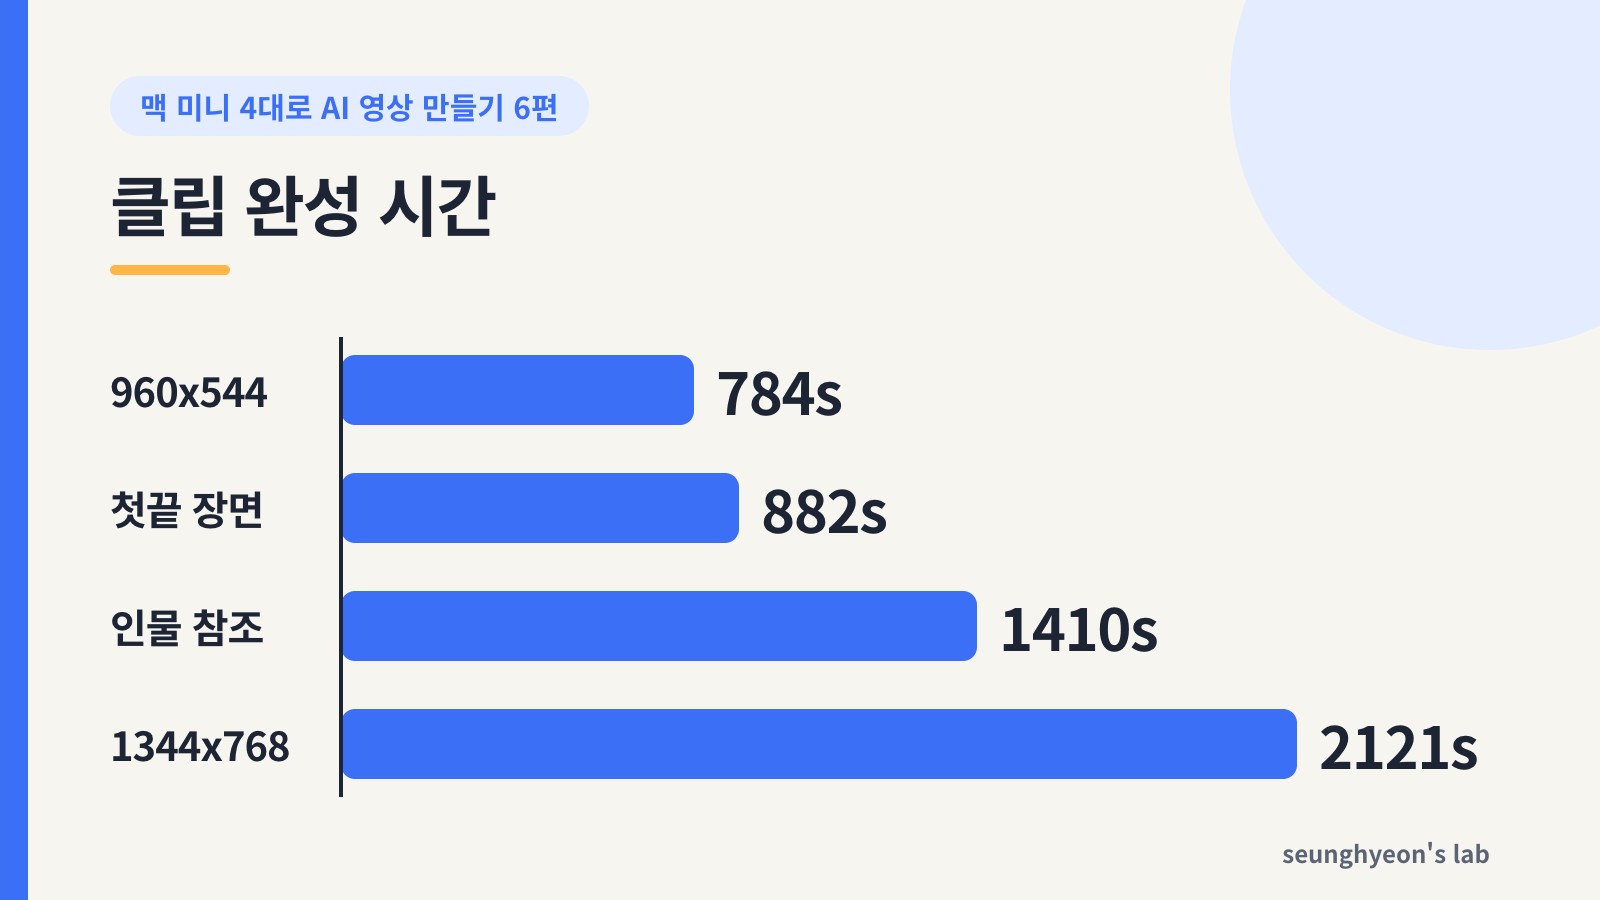 맥 미니 4대로 AI 영상 만들기 6편
클립 완성 시간
960x544 784s
첫끝 장면 882s
인물 참조 1410s
1344x768 2121s
seunghyeon's lab